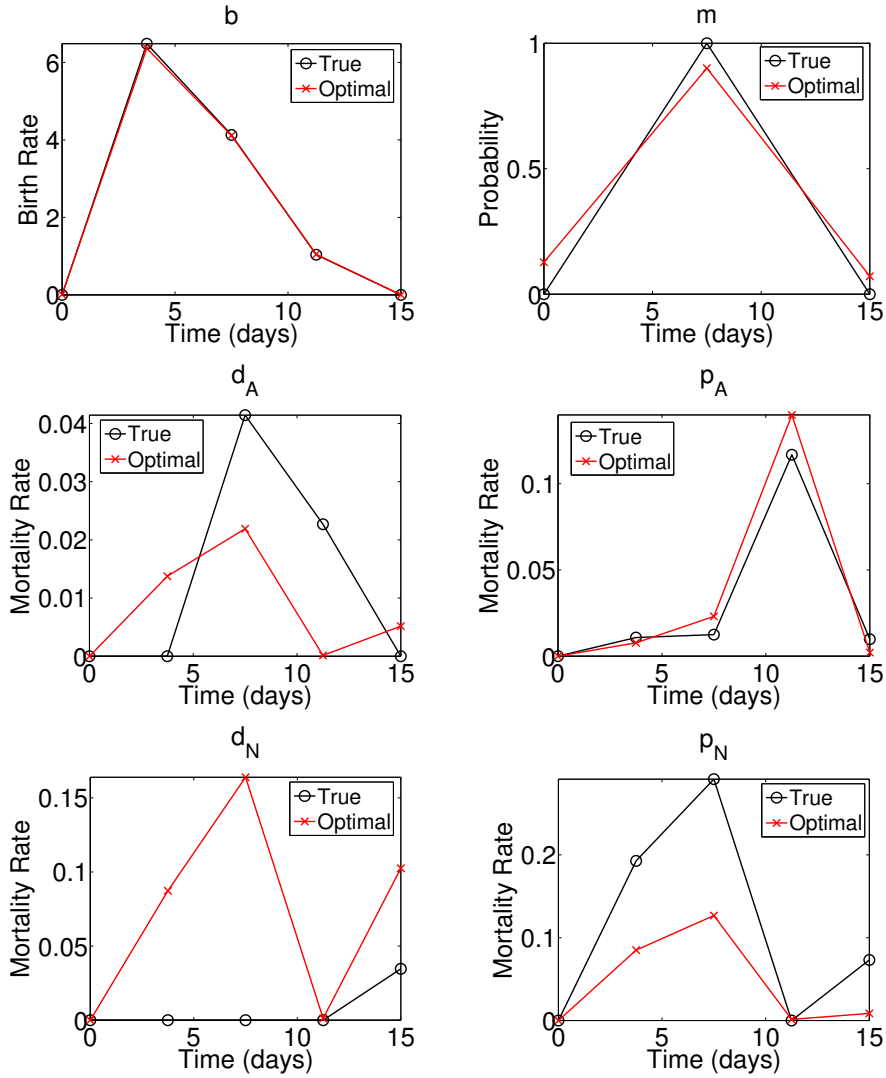 b
6
4
2
0
0
5
10
15
Birth Rate
Time (days)
True
Optimal
m
1
0.5
0
0
5
10
15
Probability
Time (days)
True
Optimal
d_A
0.04
0.03
0.02
0.01
0
0
5
10
15
Mortality Rate
Time (days)
True
Optimal
p_A
0.1
0.05
0
0
5
10
15
Mortality Rate
Time (days)
True
Optimal
d_N
0.15
0.1
0.05
0
0
5
10
15
Mortality Rate
Time (days)
True
Optimal
p_N
0.2
0.1
0
0
5
10
15
Mortality Rate
Time (days)
True
Optimal